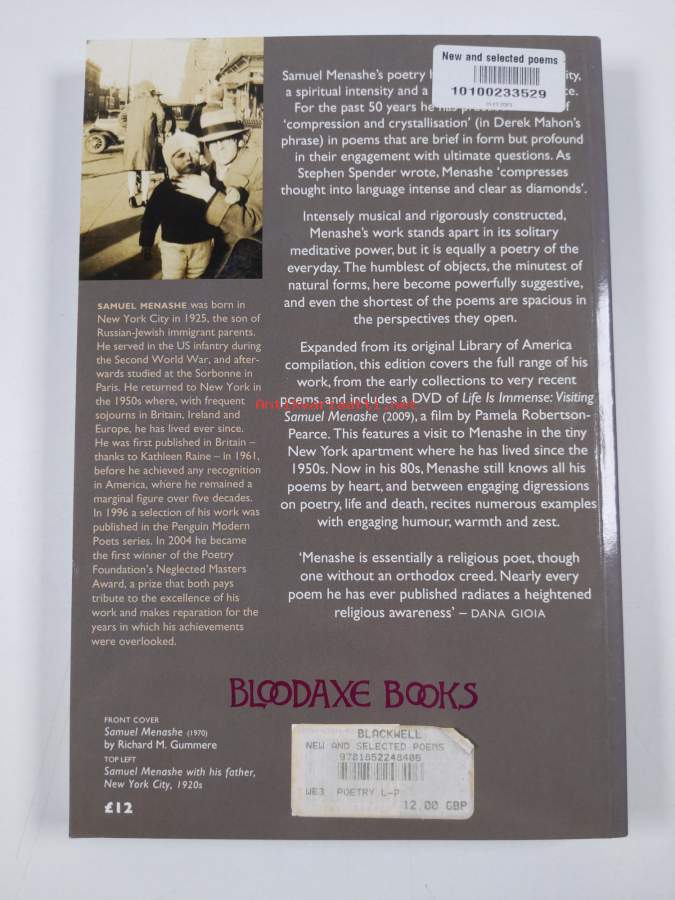 New and selected poems
10100233529
Samuel Menashe's poetry
a spiritual intensity and a
For the past 50 years he has
'compression and crystallisation' (in Derek Mahon's
phrase) in poems that are brief in form but profound
in their engagement with ultimate questions. As
Stephen Spender wrote, Menashe 'compresses
thought into language intense and clear as diamonds'.
Intensely musical and rigorously constructed,
Menashe's work stands apart in its solitary
meditative power, but it is equally a poetry of the
everyday. The humblest of objects, the minutest of
natural forms, here become powerfully suggestive,
and even the shortest of the poems are spacious in
the perspectives they open.
Expanded from its original Library of America
compilation, this edition covers the full range of his
work, from the early collections to very recent
poems, and includes a DVD of Life Is Immense: Visiting
Samuel Menashe (2009), a film by Pamela Robertson-
Pearce. This features a visit to Menashe in the tiny
New York apartment where he has lived since the
1950s. Now in his 80s, Menashe still knows all his
poems by heart, and between engaging digressions
on poetry, life and death, recites numerous examples
with engaging humour, warmth and zest.
'Menashe is essentially a religious poet, though
one without an orthodox creed. Nearly every
poem he has ever published radiates a heightened
religious awareness' – DANA GIOIA
SAMUEL MENASHE was born in
New York City in 1925, the son of
Russian-Jewish immigrant parents.
He served in the US infantry during
the Second World War, and after-
wards studied at the Sorbonne in
Paris. He returned to New York in
the 1950s where, with frequent
sojourns in Britain, Ireland and
Europe, he has lived ever since.
He was first published in Britain –
thanks to Kathleen Raine – in 1961,
before he achieved any recognition
in America, where he remained a
marginal figure over five decades.
In 1996 a selection of his work was
published in the Penguin Modern
Poets series. In 2004 he became
the first winner of the Poetry
Foundation's Neglected Masters
Award, a prize that both pays
tribute to the excellence of his
work and makes reparation for the
years in which his achievements
were overlooked.
Antikvariaatti.net
BLOODAXE BOOKS
FRONT COVER
Samuel Menashe (1970)
by Richard M. Gummere
TOP LEFT
Samuel Menashe with his father,
New York City, 1920s
£12
BLACKWELL
NEW AND SELECTED POEMS
9781852248406
WE3 POETRY L-P
12.00 GBP